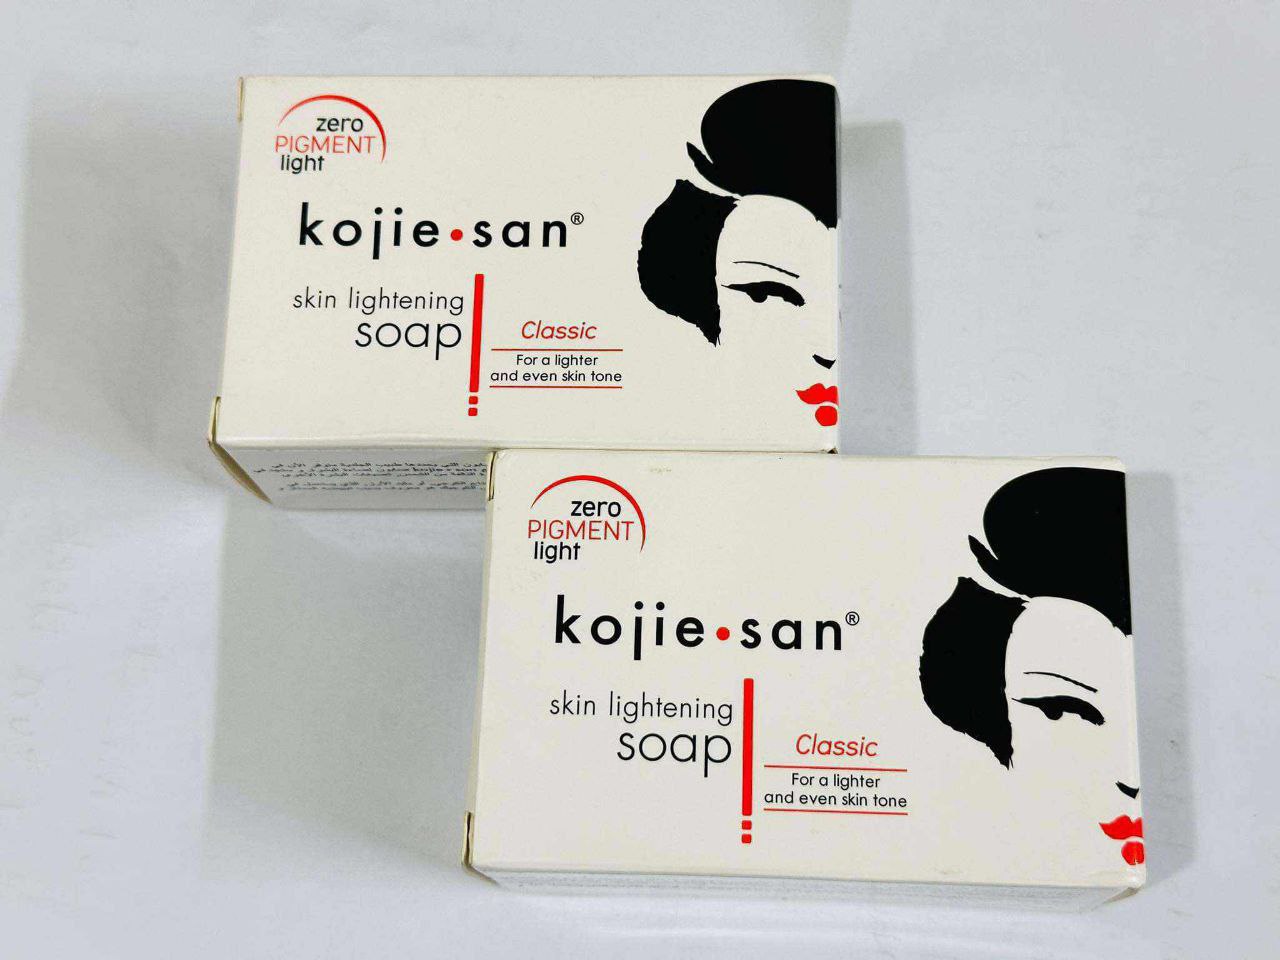 zero
PIGMENT
light
kojie•san®
skin lightening
soap
Classic
For a lighter
and even skin tone
zero
PIGMENT
light
kojie•san®
skin lightening
soap
Classic
For a lighter
and even skin tone